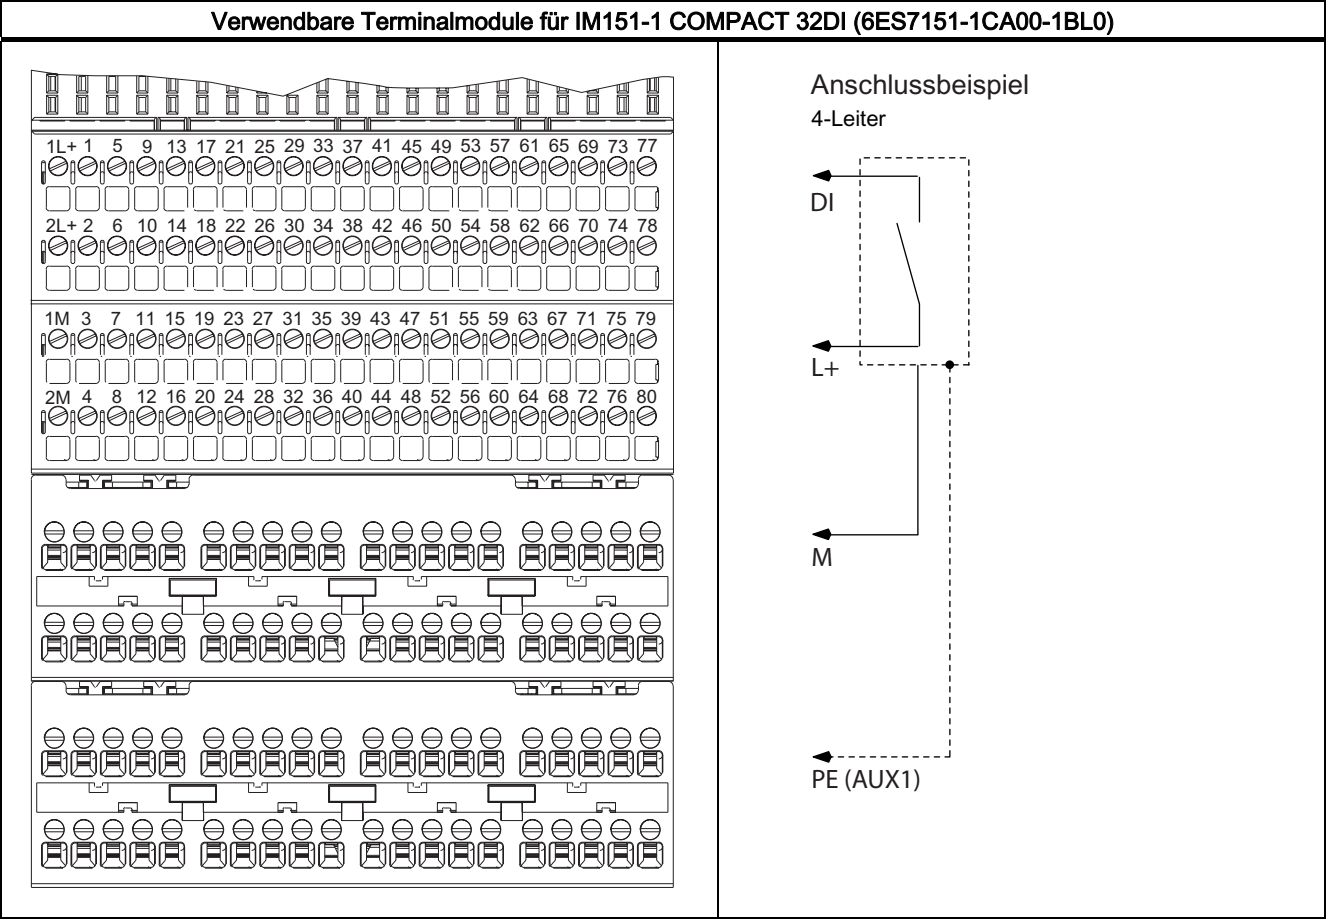 Verwendbare Terminalmodule für IM151-1 COMPACT 32DI (6ES7151-1CA00-1BL0)
1L+ 1 5 9 13 17 21 25 29 33 37 41 45 49 53 57 61 65 69 73 77
2L+ 2 6 10 14 18 22 26 30 34 38 42 46 50 54 58 62 66 70 74 78
1M 3 7 11 15 19 23 27 31 35 39 43 47 51 55 59 63 67 71 75 79
2M 4 8 12 16 20 24 28 32 36 40 44 48 52 56 60 64 68 72 76 80
Anschlussbeispiel
4-Leiter
DI
L+
M
PE (AUX1)